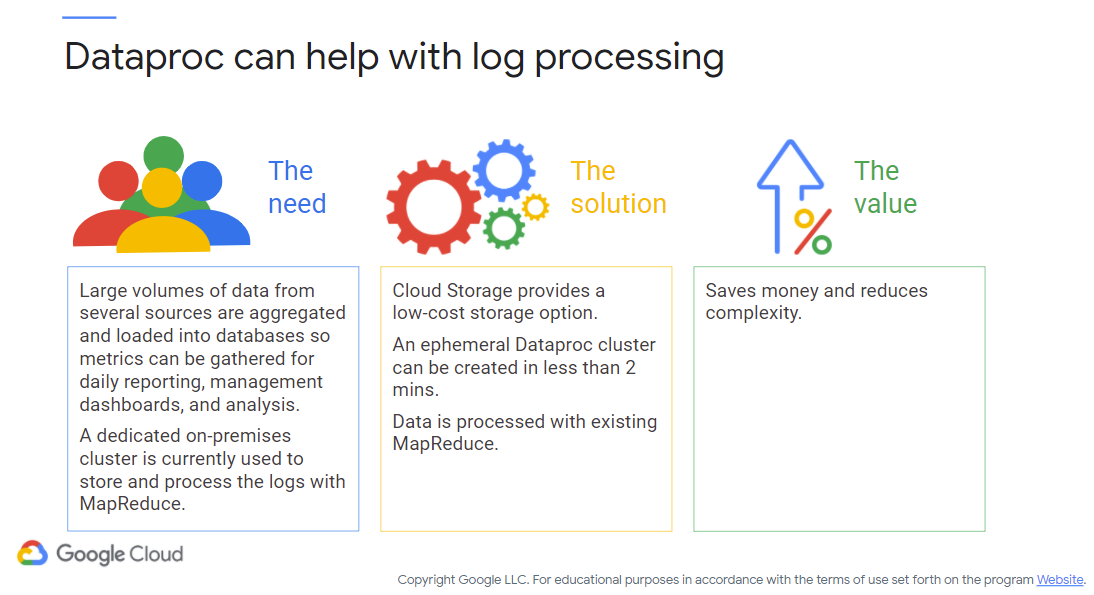 Dataproc can help with log processing
The
need
Large volumes of data from
several sources are aggregated
and loaded into databases so
metrics can be gathered for
daily reporting, management
dashboards, and analysis.
A dedicated on-premises
cluster is currently used to
store and process the logs with
MapReduce.
The
solution
Cloud Storage provides a
low-cost storage option.
An ephemeral Dataproc cluster
can be created in less than 2
mins.
Data is processed with existing
MapReduce.
The
value
Saves money and reduces
complexity.
Google Cloud
Copyright Google LLC. For educational purposes in accordance with the terms of use set forth on the program Website.